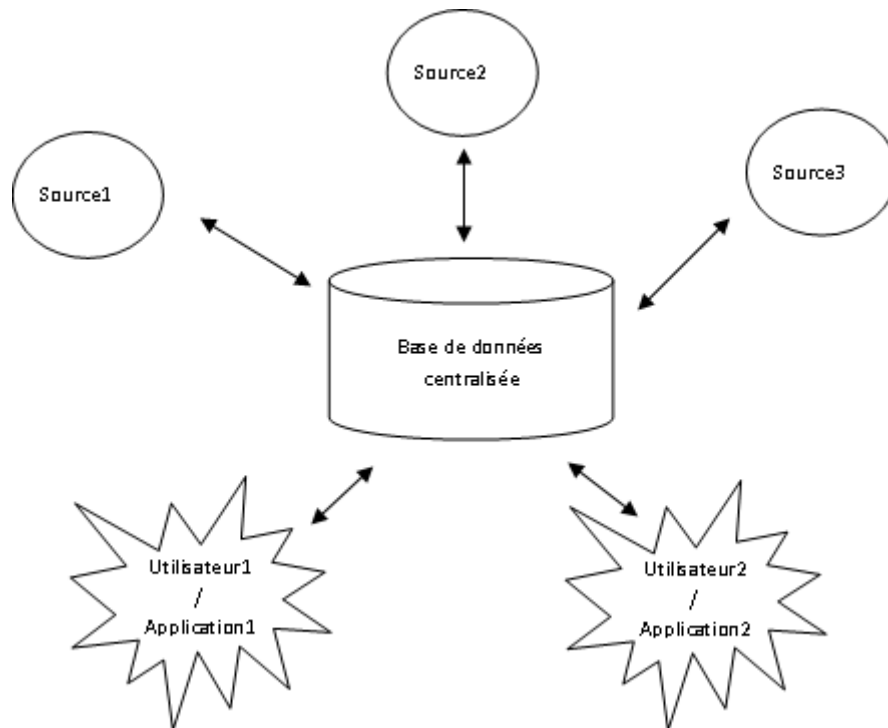 Source2
Source1
Source3
Base de données
centralisée
Utilisateur1
/
Application1
Utilisateur2
/
Application2